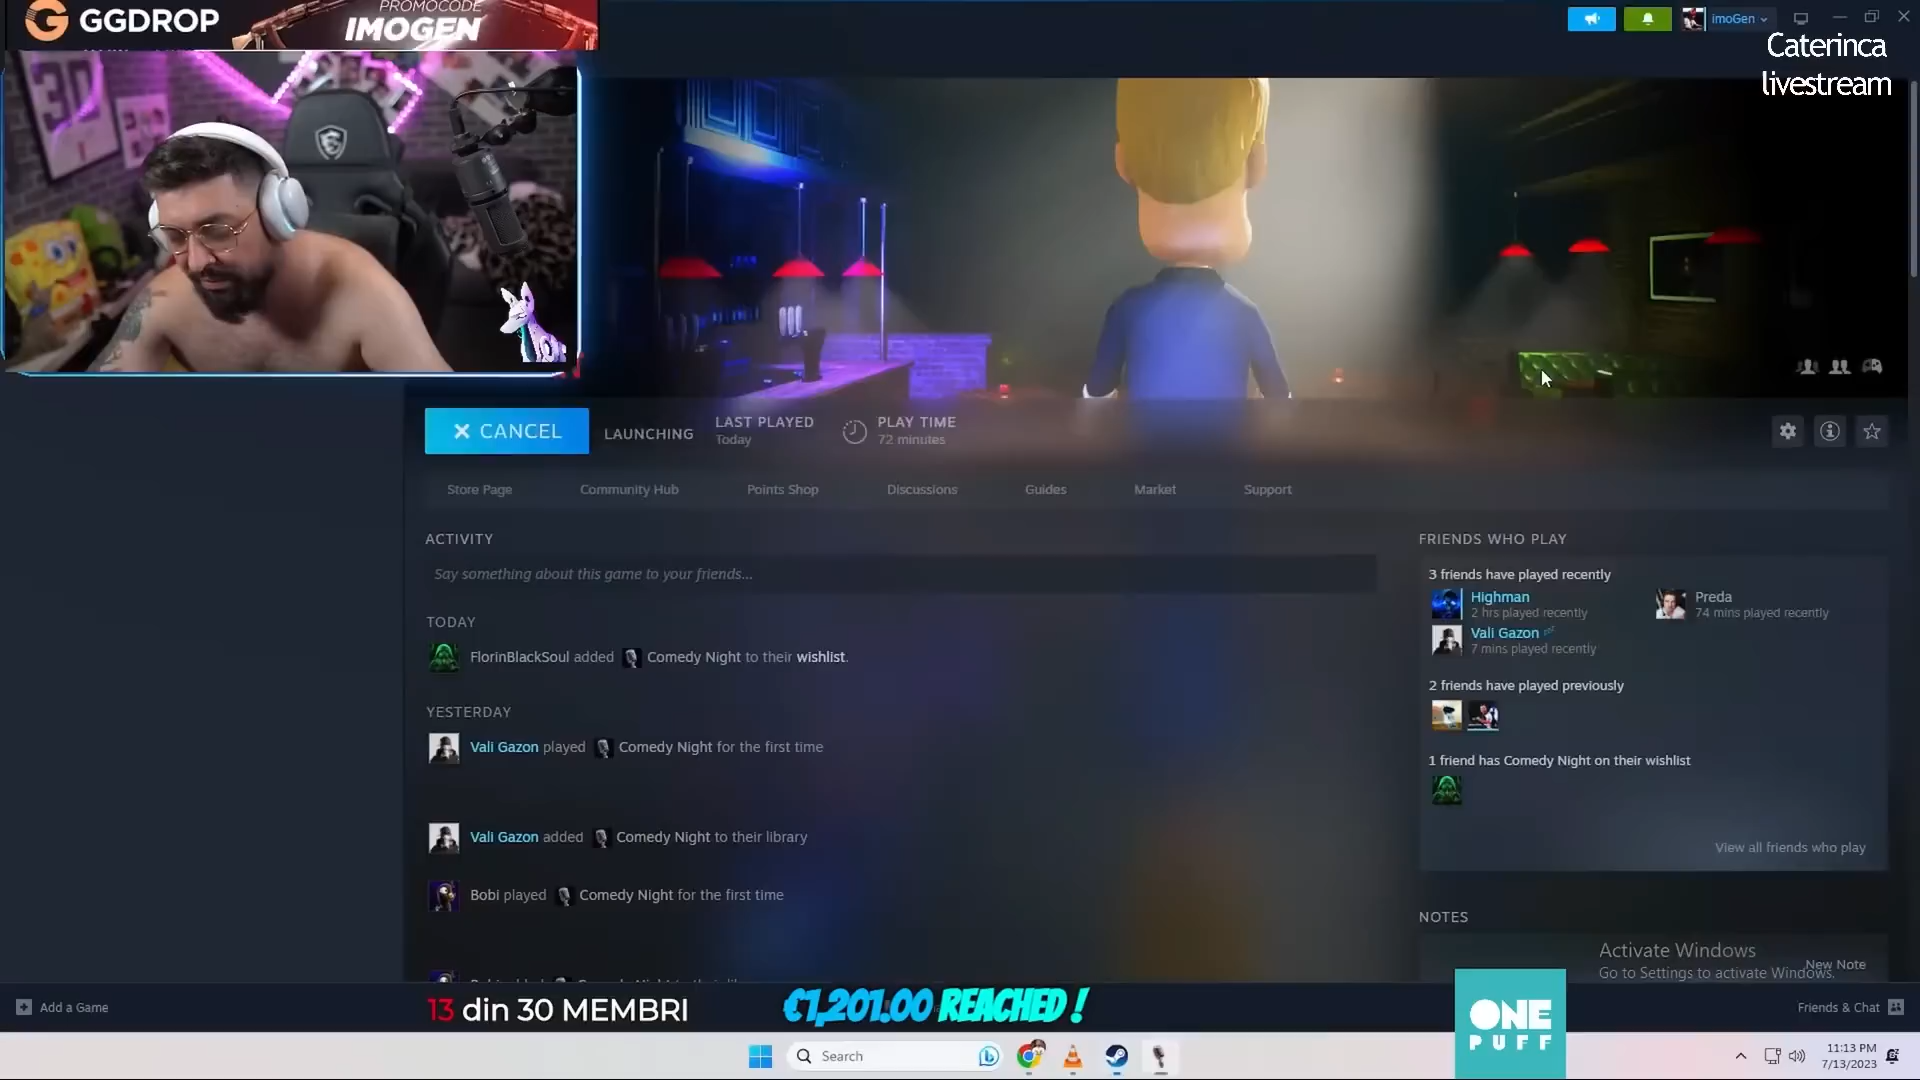 GGDROP
PROMOCODE
IMOGEN
imoGen
Caterinca
livestream
CANCEL
LAUNCHING
LAST PLAYED
Today
PLAY TIME
72 minutes
Store Page
Community Hub
Points Shop
Discussions
Guides
Market
Support
ACTIVITY
Say something about this game to your friends...
TODAY
FlorinBlackSoul added Comedy Night to their wishlist.
YESTERDAY
Vali Gazon played Comedy Night for the first time
Vali Gazon added Comedy Night to their library
Bobi played Comedy Night for the first time
FRIENDS WHO PLAY
3 friends have played recently
Highman
2 hrs played recently
Preda
74 mins played recently
Vali Gazon
7 mins played recently
2 friends have played previously
1 friend has Comedy Night on their wishlist
View all friends who play
NOTES
Activate Windows
Go to Settings to activate Windows.
New Note
Add a Game
13 din 30 MEMBRI
€1,201.00 REACHED !
ONE
PUFF
Friends & Chat
Search
11:13 PM
7/13/2023